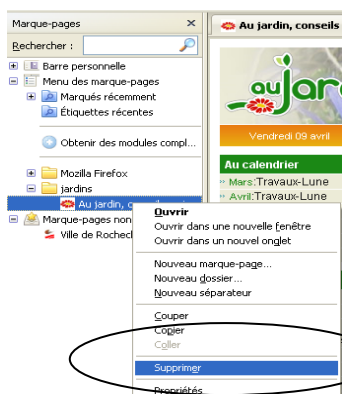 Marque-pages ×
Rechercher :
Barre personnelle
Menu des marque-pages
Marqués récemment
Étiquettes récentes
Obtenir des modules compl...
Mozilla Firefox
jardins
Au jardin,
Marque-pages non
Ville de
Ouvrir
Ouvrir dans une nouvelle fenêtre
Ouvrir dans un nouvel onglet
Nouveau marque-page...
Nouveau dossier...
Nouveau séparateur
Couper
Copier
Coller
Supprimer
Propriétés
Au jardin, conseils
au jar
Vendredi 09 avril
Au calendrier
Mars:Travaux-Lune
Avril:Travaux-Lune